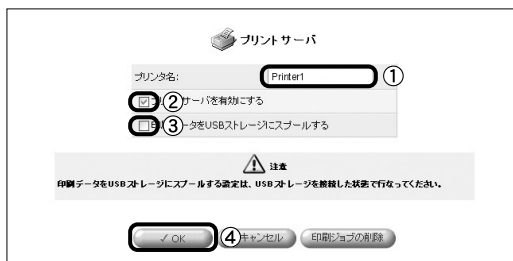 プリントサーバ
プリンタ名: Printer1 ①
② サーバを有効にする
③ ータをUSBストレージにスプールする
注意
印刷データをUSBストレージにスプールする設定は、USBストレージを接続した状態で行なってください。
✓ OK ④ キャンセル 印刷ジョブの削除